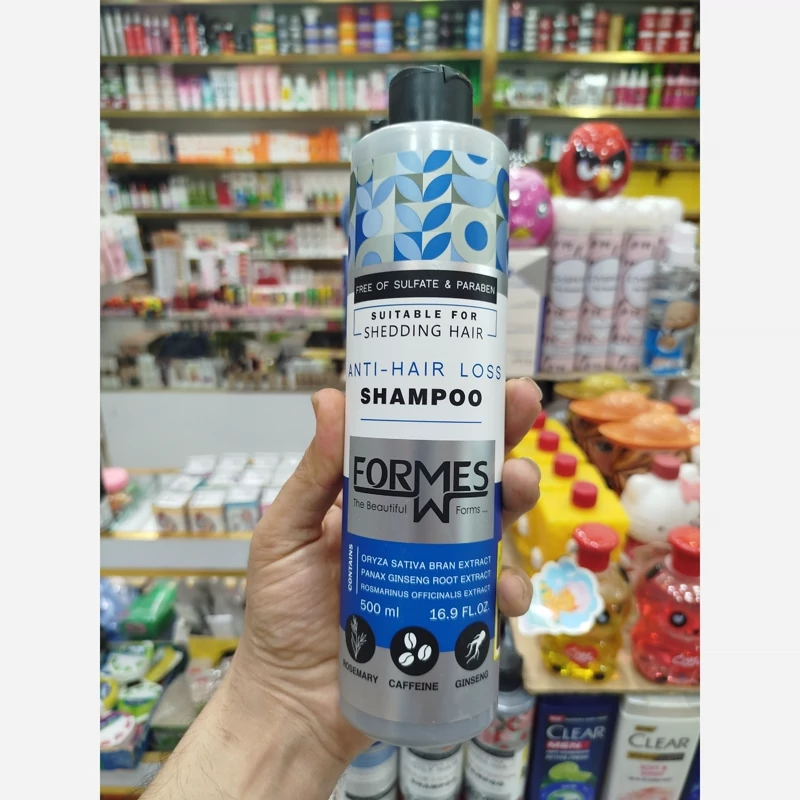 FREE OF SULFATE & PARABEN
SUITABLE FOR
SHEDDING HAIR
ANTI-HAIR LOSS
SHAMPOO
FORMES
The Beautiful Forms ...
CONTAINS
ORYZA SATIVA BRAN EXTRACT
PANAX GINSENG ROOT EXTRACT
ROSMARINUS OFFICINALIS EXTRACT
500 ml 16.9 FL.OZ.
ROSEMARY
CAFFEINE
GINSENG
CLEAR
MEN
CLEAR